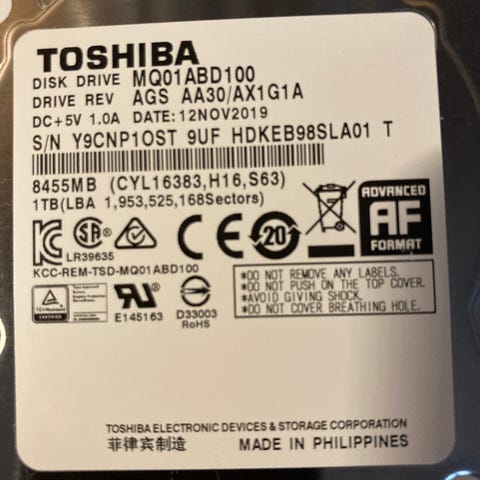 TOSHIBA
DISK DRIVE MQ01ABD100
DRIVE REV AGS AA30/AX1G1A
DC+5V 1.0A DATE:12NOV2019
S/N Y9CNP1OST 9UF HDKEB98SLA01 T
8455MB (CYL16383,H16,S63)
1TB(LBA 1,953,525,168Sectors)
ADVANCED
AF
FORMAT
20
LR39635
KCC-REM-TSD-MQ01ABD100
*DO NOT REMOVE ANY LABELS.
*DO NOT PUSH ON THE TOP COVER.
*AVOID GIVING SHOCK.
*DO NOT COVER BREATHING HOLE.
E145163
D33003
RoHS
TOSHIBA ELECTRONIC DEVICES & STORAGE CORPORATION
菲律宾制造 MADE IN PHILIPPINES